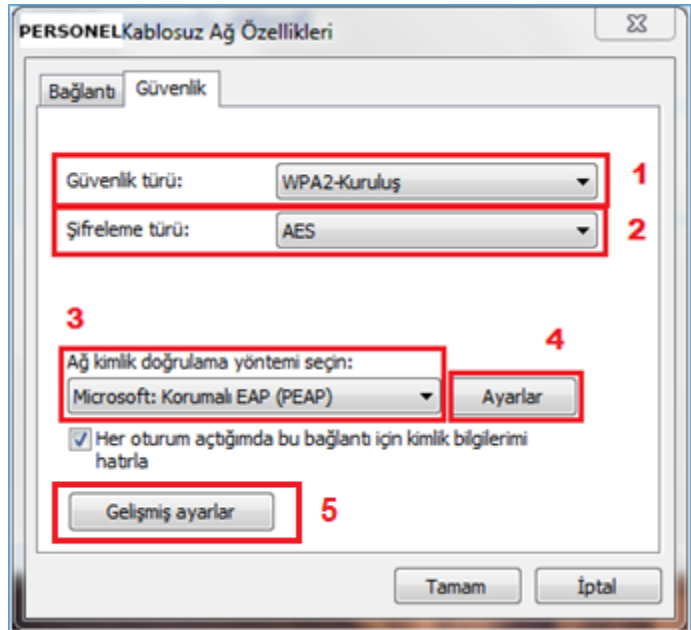 PERSONEL Kablosuz Ağ Özellikleri
Bağlantı Güvenlik
Güvenlik türü: WPA2-Kuruluş 1
Şifreleme türü: AES 2
3
4
Ağ kimlik doğrulama yöntemi seçin:
Microsoft: Korumalı EAP (PEAP) Ayarlar
Her oturum açtığımda bu bağlantı için kimlik bilgilerimi
hatırla
Gelişmiş ayarlar 5
Tamam İptal